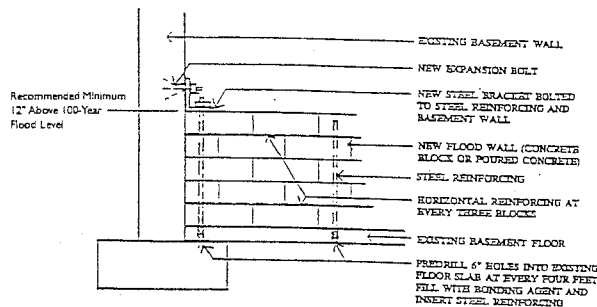 EXISTING BASEMENT WALL
NEW EXPANSION BOLT
Recommended Minimum
12" Above 100-Year
Flood Level
NEW STEEL BRACKET BOLTED
TO STEEL REINFORCING AND
BASEMENT WALL
NEW FLOOD WALL (CONCRETE
BLOCK OR POURED CONCRETE)
STEEL REINFORCING
HORIZONTAL REINFORCING AT
EVERY THREE BLOCKS
EXISTING BASEMENT FLOOR
PREDRILL 6" HOLES INTO EXISTING
FLOOR SLAB AT EVERY FOUR FEET
FILL WITH BONDING AGENT AND
INSERT STEEL REINFORCING